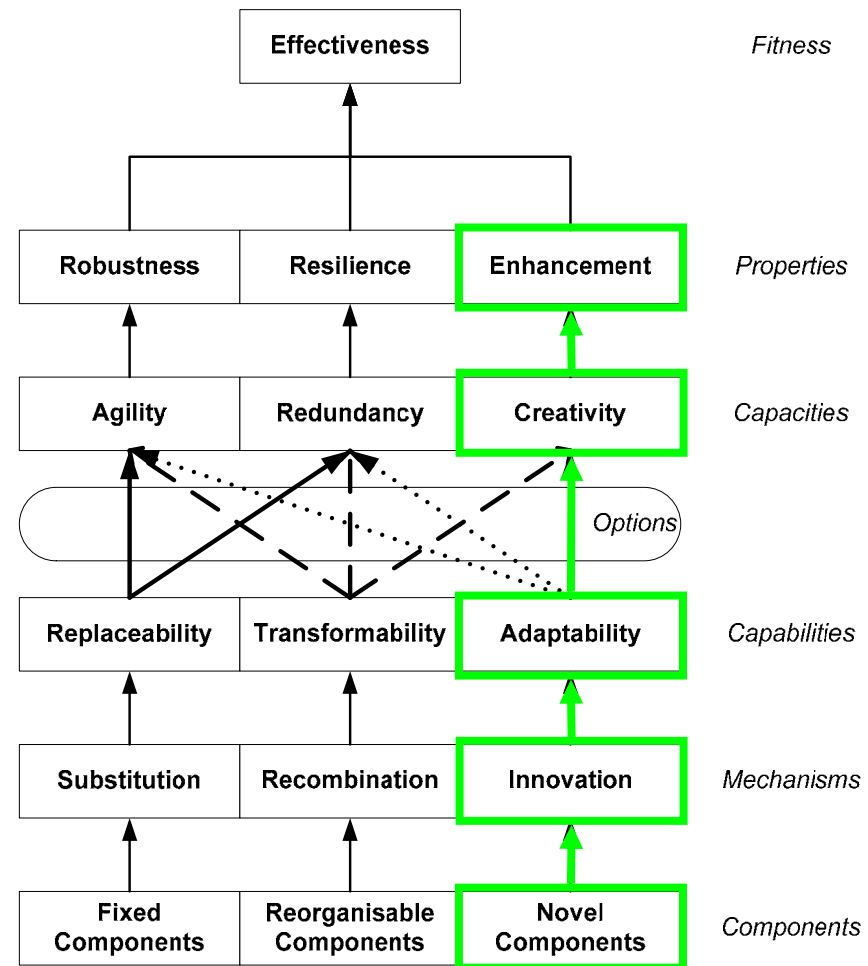 Effectiveness
Fitness
Robustness
Resilience
Enhancement
Properties
Agility
Redundancy
Creativity
Capacities
Options
Replaceability
Transformability
Adaptability
Capabilities
Substitution
Recombination
Innovation
Mechanisms
Fixed
Components
Reorganisable
Components
Novel
Components
Components